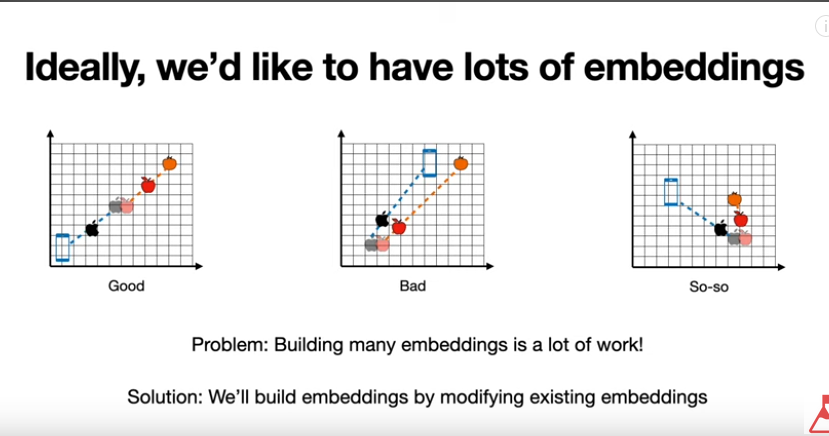 Ideally, we'd like to have lots of embeddings
Good
Bad
So-so
Problem: Building many embeddings is a lot of work!
Solution: We'll build embeddings by modifying existing embeddings